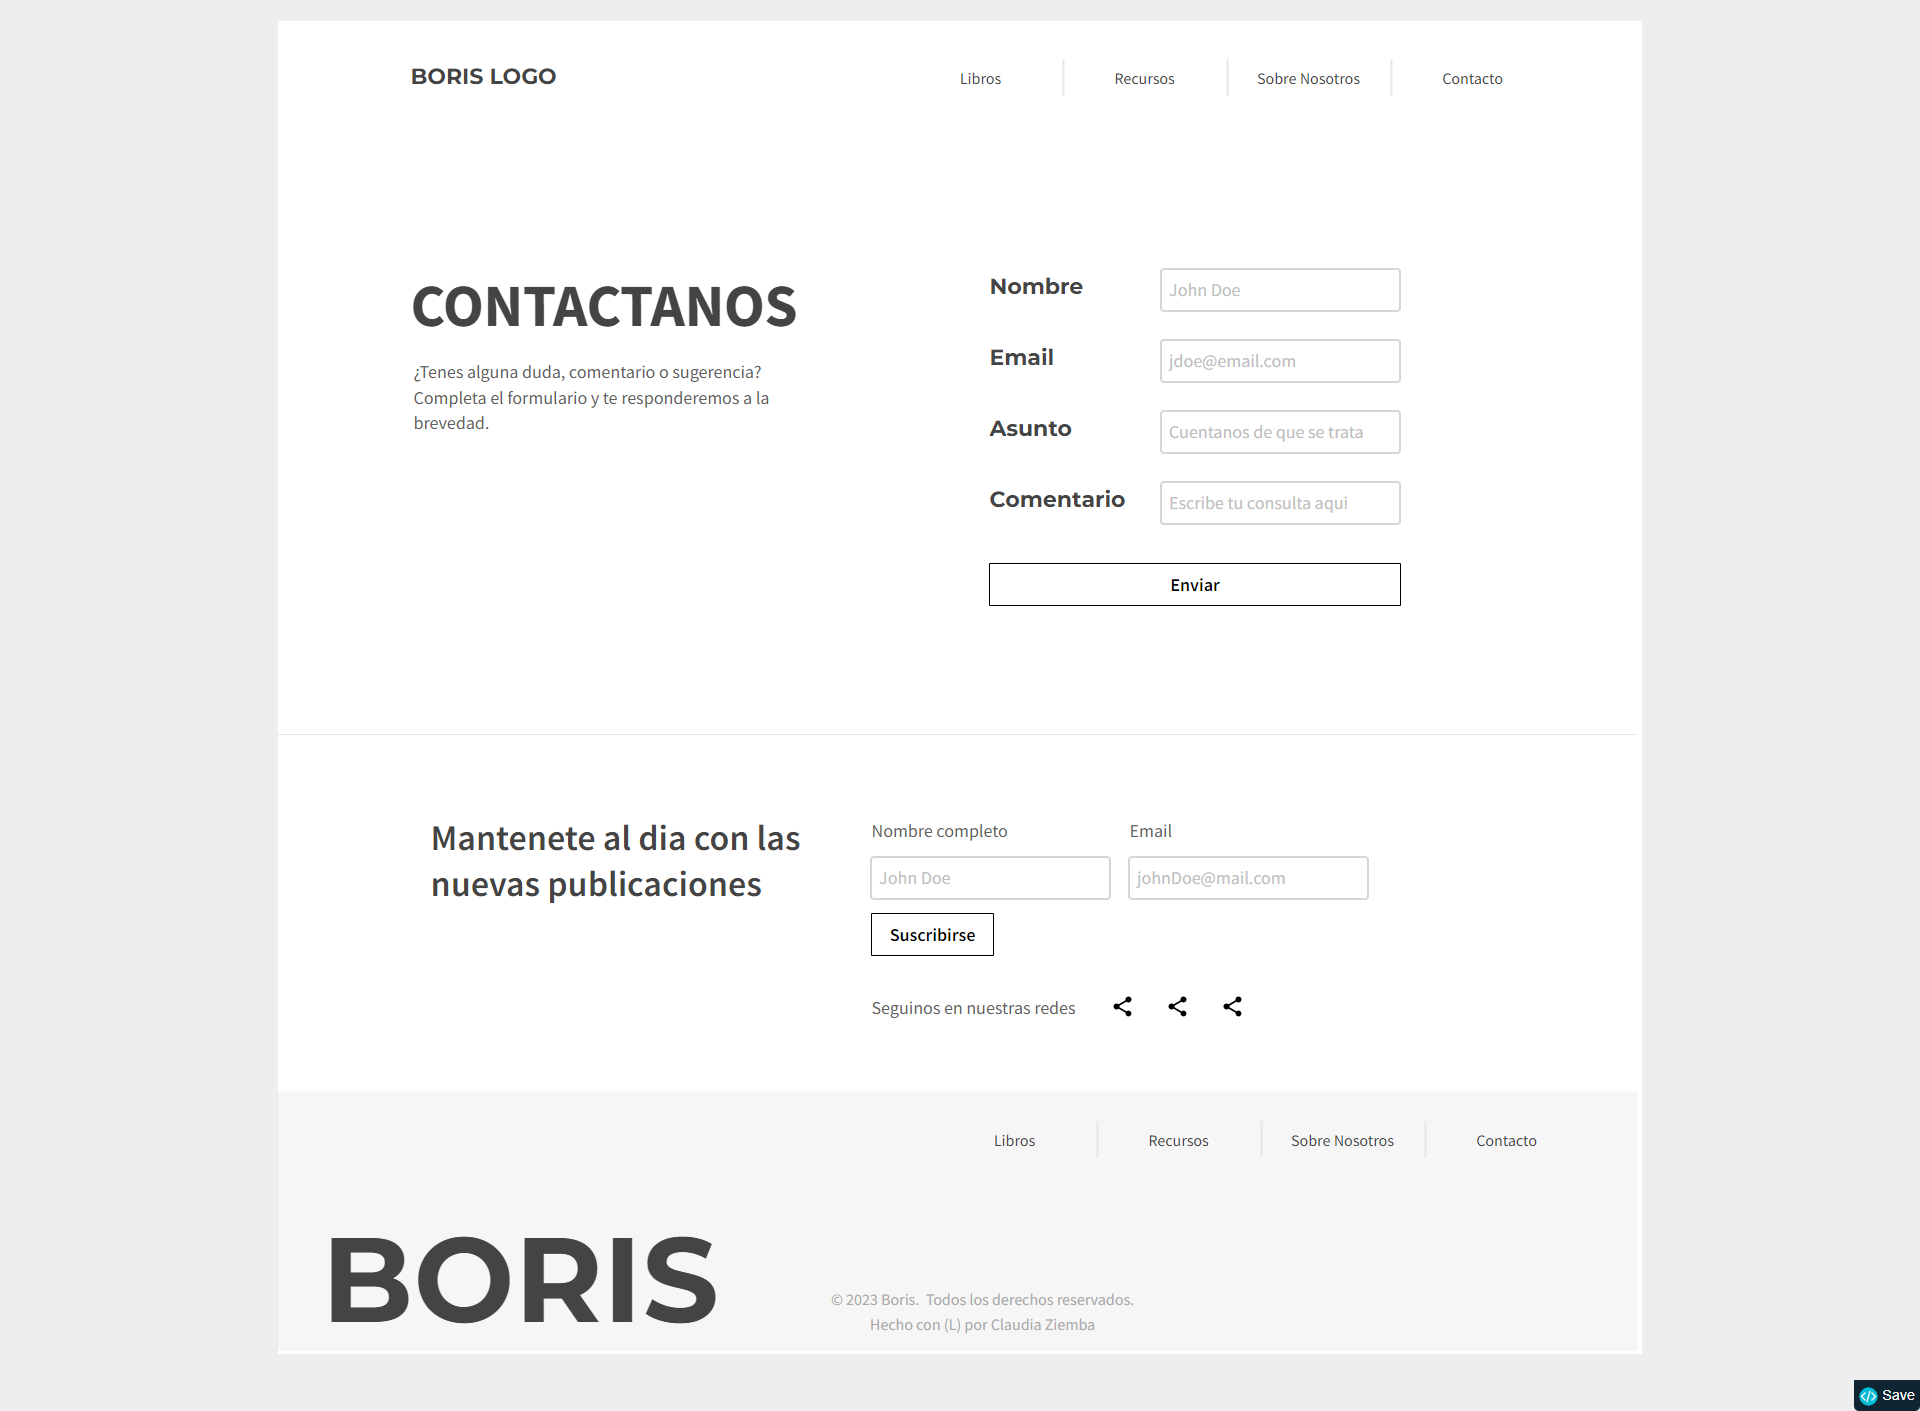 BORIS LOGO
Libros
Recursos
Sobre Nosotros
Contacto
CONTACTANOS
¿Tenes alguna duda, comentario o sugerencia?
Completa el formulario y te responderemos a la
brevedad.
Nombre
John Doe
Email
jdoe@email.com
Asunto
Cuentanos de que se trata
Comentario
Escribe tu consulta aqui
Enviar
Mantenete al dia con las
nuevas publicaciones
Nombre completo
Email
John Doe
johnDoe@mail.com
Suscribirse
Seguinos en nuestras redes
Libros
Recursos
Sobre Nosotros
Contacto
BORIS
© 2023 Boris.  Todos los derechos reservados.
Hecho con (L) por Claudia Ziemba
Save